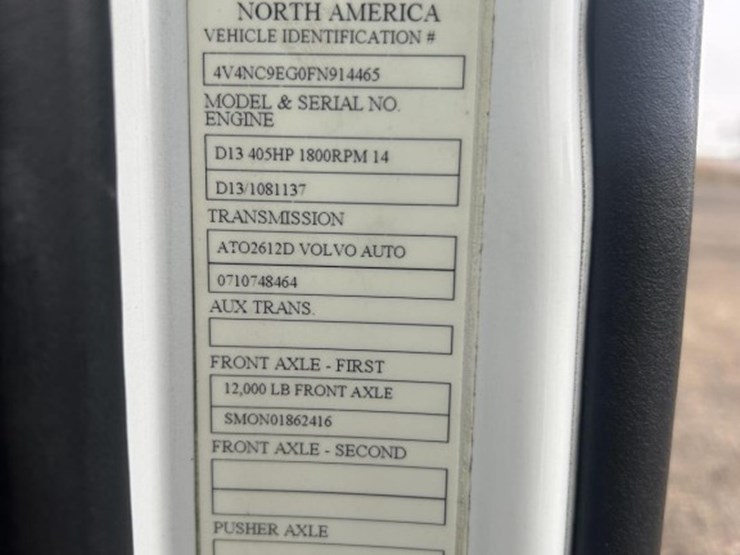 NORTH AMERICA
VEHICLE IDENTIFICATION #
4V4NC9EG0FN914465
MODEL & SERIAL NO.
ENGINE
D13 405HP 1800RPM 14
D13/1081137
TRANSMISSION
ATO2612D VOLVO AUTO
0710748464
AUX TRANS.
FRONT AXLE - FIRST
12,000 LB FRONT AXLE
SMON01862416
FRONT AXLE - SECOND
PUSHER AXLE